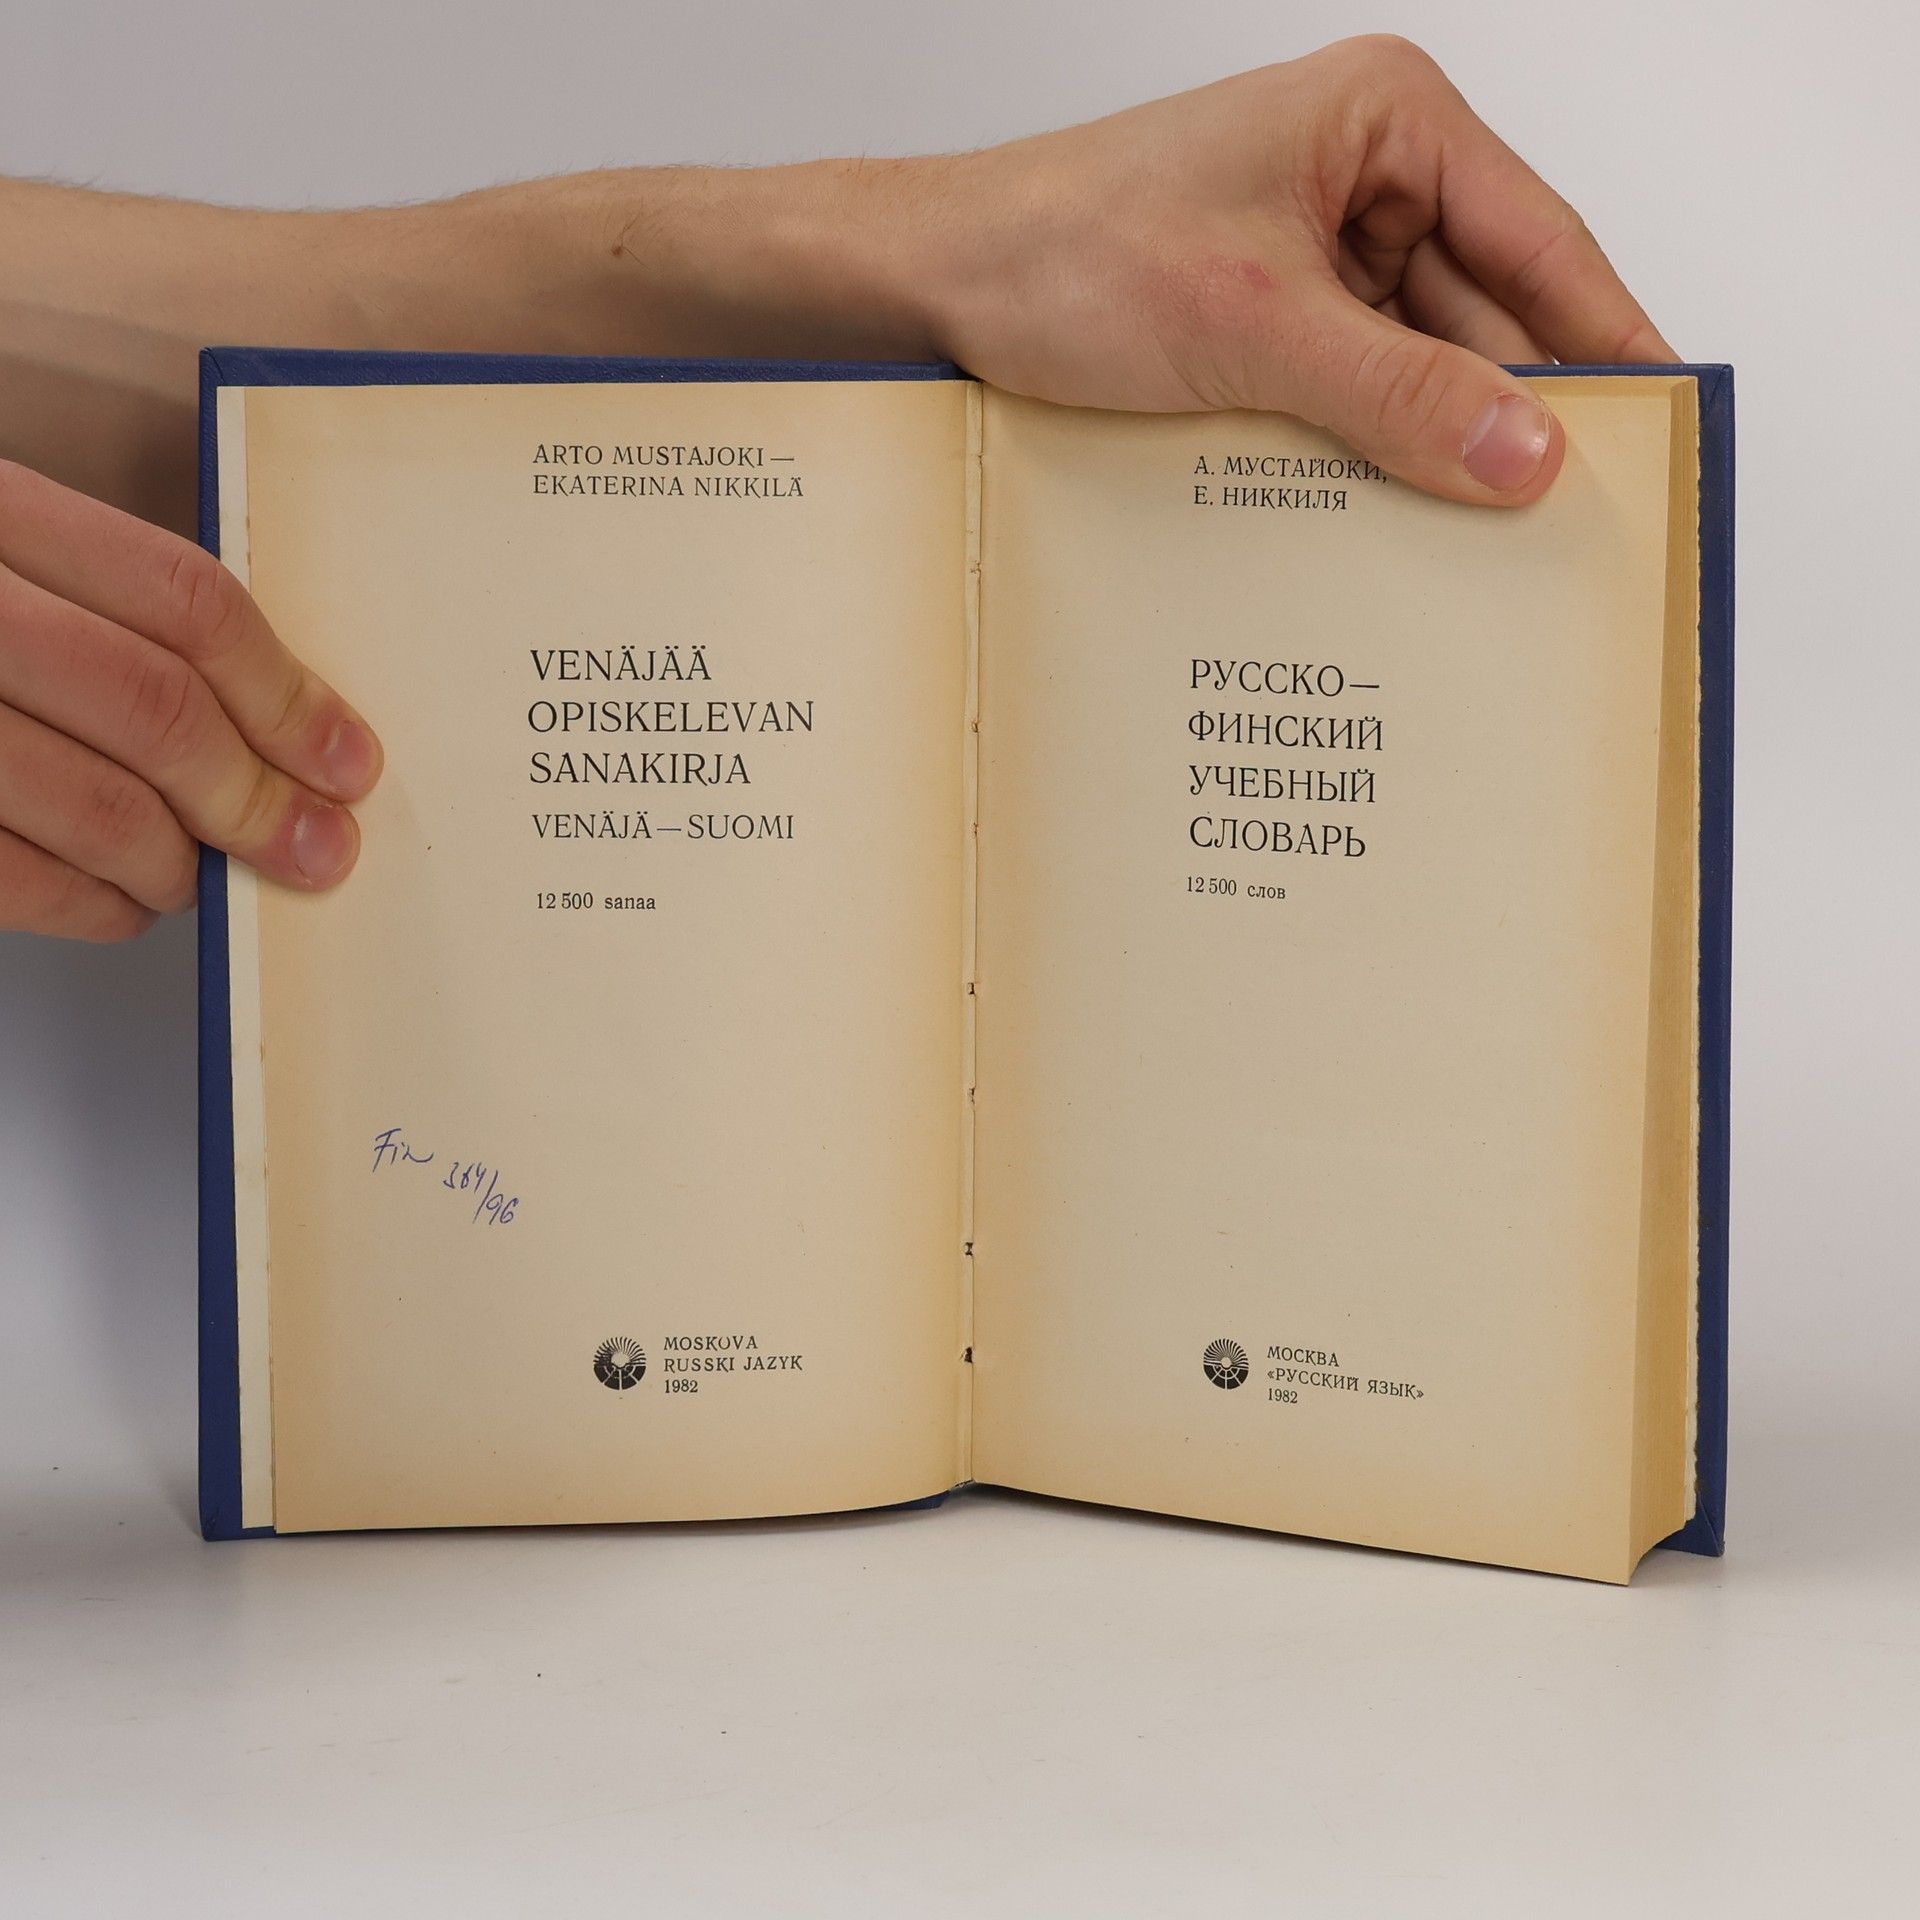 ARTO MUSTAJOKI —
EKATERINA NIKKILÄ
VENÄJÄÄ
OPISKELEVAN
SANAKIRJA
VENÄJÄ — SUOMI
12 500 sanaa
Fin 364/96
MOSKOVA
RUSSKI JAZYK
1982
А. МУСТАЙОКИ,
Е. НИККИЛЯ
РУССКО —
ФИНСКИЙ
УЧЕБНЫЙ
СЛОВАРЬ
12 500 слов
МОСКВА
«РУССКИЙ ЯЗЫК»
1982